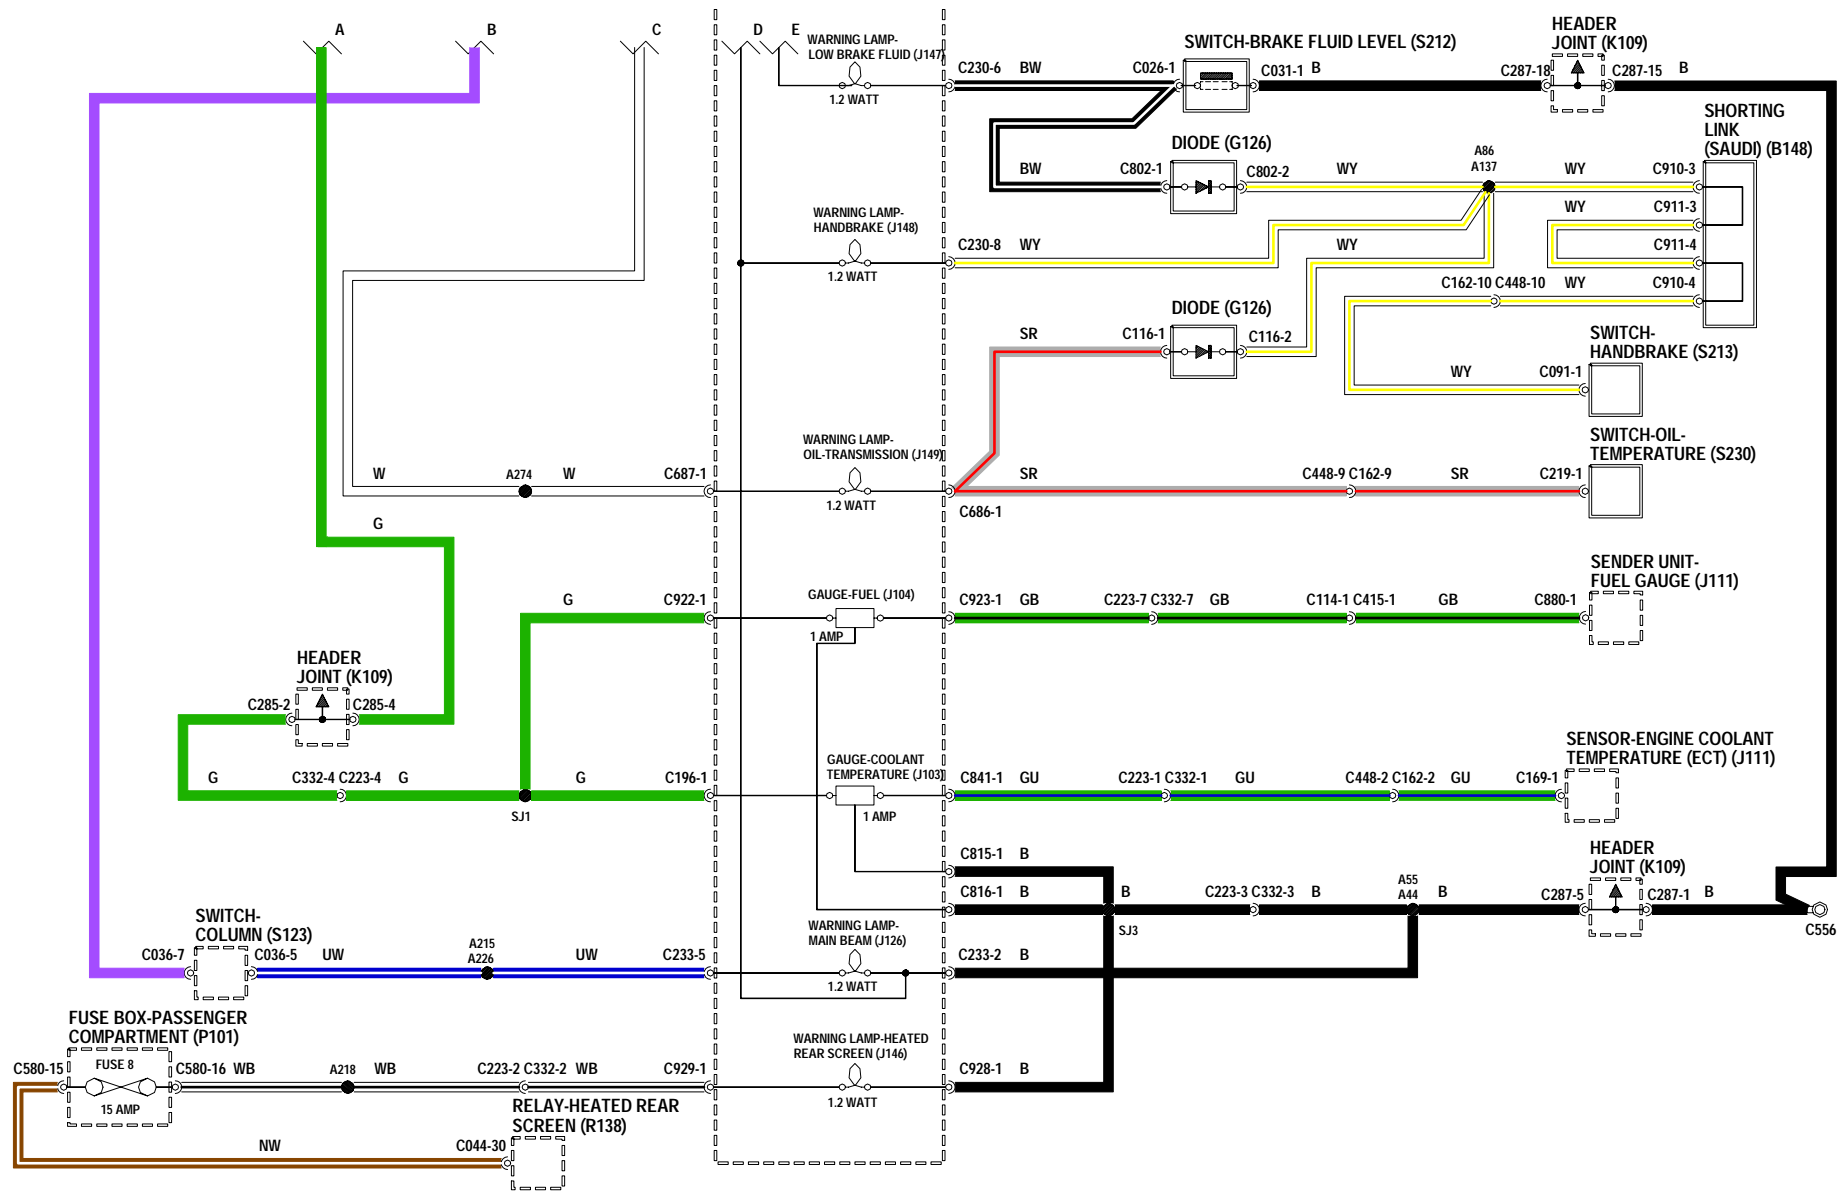 A
B
C
D
E
WARNING LAMP-
LOW BRAKE FLUID (J147)
1.2 WATT
C230-6
BW
C026-1
SWITCH-BRAKE FLUID LEVEL (S212)
C031-1
B
C287-18
HEADER
JOINT (K109)
C287-15
B
SHORTING
LINK
(SAUDI) (B148)
DIODE (G126)
BW
C802-1
C802-2
WY
A86
A137
WY
C910-3
WY
C911-3
WARNING LAMP-
HANDBRAKE (J148)
1.2 WATT
C230-8
WY
WY
C911-4
C162-10
C448-10
WY
C910-4
DIODE (G126)
SR
C116-1
C116-2
SWITCH-
HANDBRAKE (S213)
WY
C091-1
WARNING LAMP-
OIL-TRANSMISSION (J149)
1.2 WATT
W
A274
W
C687-1
C686-1
SR
C448-9
C162-9
SR
C219-1
SWITCH-OIL-
TEMPERATURE (S230)
G
G
C922-1
GAUGE-FUEL (J104)
1 AMP
C923-1
GB
C223-7
C332-7
GB
C114-1
C415-1
GB
C880-1
SENDER UNIT-
FUEL GAUGE (J111)
HEADER
JOINT (K109)
C285-2
C285-4
G
C332-4
C223-4
G
SJ1
G
C196-1
GAUGE-COOLANT
TEMPERATURE (J103)
1 AMP
C841-1
GU
C223-1
C332-1
GU
C448-2
C162-2
GU
C169-1
SENSOR-ENGINE COOLANT
TEMPERATURE (ECT) (J111)
C815-1
B
C816-1
B
B
SJ3
C223-3
C332-3
B
A55
A44
B
C287-5
HEADER
JOINT (K109)
C287-1
B
C556
SWITCH-
COLUMN (S123)
C036-7
C036-5
UW
A215
A226
UW
C233-5
WARNING LAMP-
MAIN BEAM (J126)
1.2 WATT
C233-2
B
FUSE BOX-PASSENGER
COMPARTMENT (P101)
C580-15
FUSE 8
15 AMP
C580-16
WB
A218
WB
C223-2
C332-2
WB
C929-1
WARNING LAMP-HEATED
REAR SCREEN (J146)
1.2 WATT
C928-1
B
RELAY-HEATED REAR
SCREEN (R138)
NW
C044-30